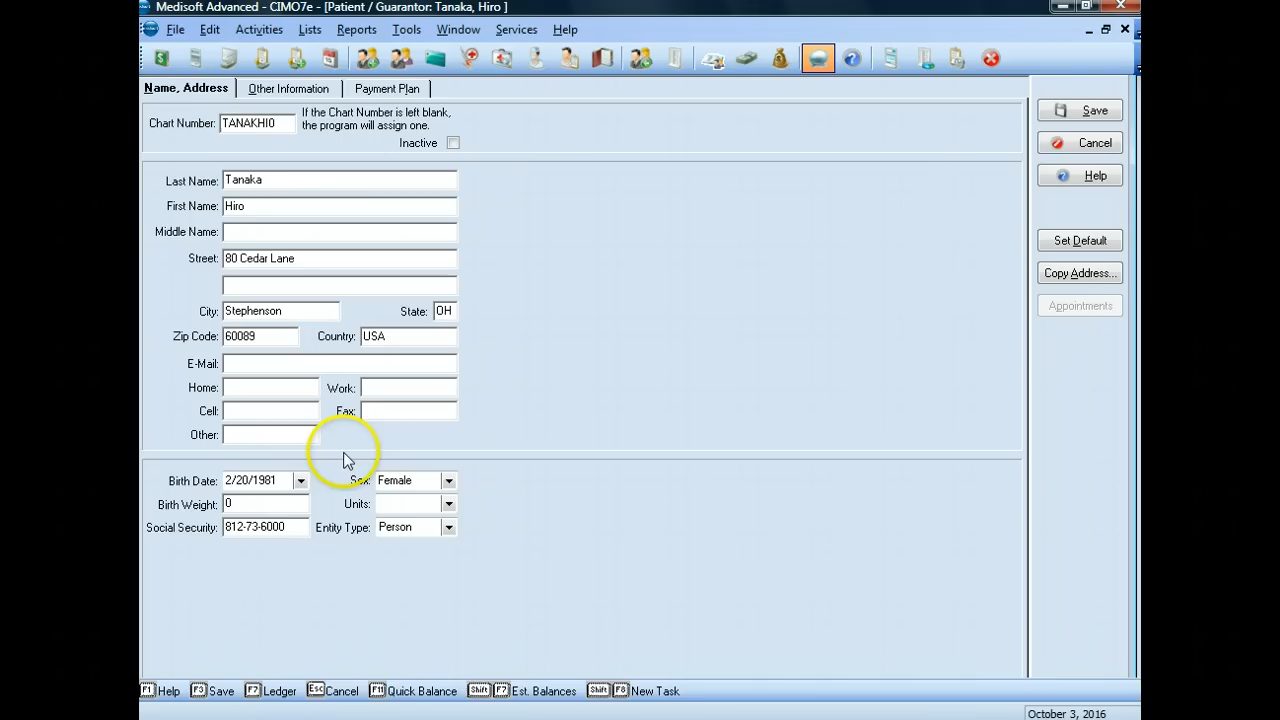 Medisoft Advanced - CIMO7e - [Patient / Guarantor: Tanaka, Hiro ]
File Edit Activities Lists Reports Tools Window Services Help
Name, Address Other Information Payment Plan
Chart Number: TANAKHI0 If the Chart Number is left blank,
the program will assign one.
Inactive
Last Name: Tanaka
First Name: Hiro
Middle Name:
Street: 80 Cedar Lane
City: Stephenson State: OH
Zip Code: 60089 Country: USA
E-Mail:
Home: Work:
Cell: Fax:
Other:
Birth Date: 2/20/1981 Sex: Female
Birth Weight: 0 Units:
Social Security: 812-73-6000 Entity Type: Person
Save
Cancel
Help
Set Default
Copy Address...
Appointments
F1 Help F3 Save F7 Ledger Esc Cancel F11 Quick Balance Shift F7 Est. Balances Shift F8 New Task
October 3, 2016